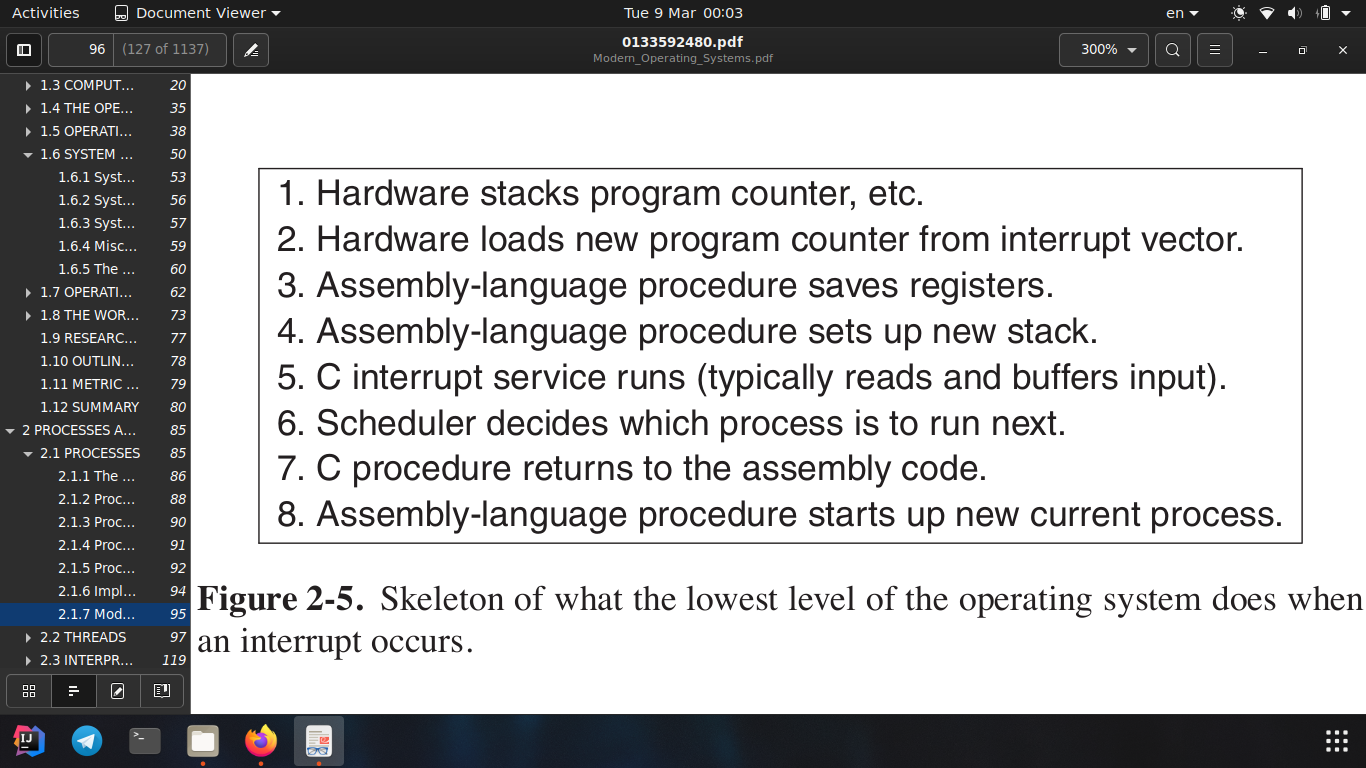 Activities
Document Viewer
Tue 9 Mar 00:03
en
96
(127 of 1137)
0133592480.pdf
Modern_Operating_Systems.pdf
300%
1.3 COMPUT... 20
1.4 THE OPE... 35
1.5 OPERATI... 38
1.6 SYSTEM ... 50
1.6.1 Syst... 53
1.6.2 Syst... 56
1.6.3 Syst... 57
1.6.4 Misc... 59
1.6.5 The ... 60
1.7 OPERATI... 62
1.8 THE WOR... 73
1.9 RESEARC... 77
1.10 OUTLIN... 78
1.11 METRIC ... 79
1.12 SUMMARY 80
2 PROCESSES A... 85
2.1 PROCESSES 85
2.1.1 The ... 86
2.1.2 Proc... 88
2.1.3 Proc... 90
2.1.4 Proc... 91
2.1.5 Proc... 92
2.1.6 Impl... 94
2.1.7 Mod... 95
2.2 THREADS 97
2.3 INTERPR... 119
1. Hardware stacks program counter, etc.
2. Hardware loads new program counter from interrupt vector.
3. Assembly-language procedure saves registers.
4. Assembly-language procedure sets up new stack.
5. C interrupt service runs (typically reads and buffers input).
6. Scheduler decides which process is to run next.
7. C procedure returns to the assembly code.
8. Assembly-language procedure starts up new current process.
Figure 2-5. Skeleton of what the lowest level of the operating system does when
an interrupt occurs.
IJ
>_